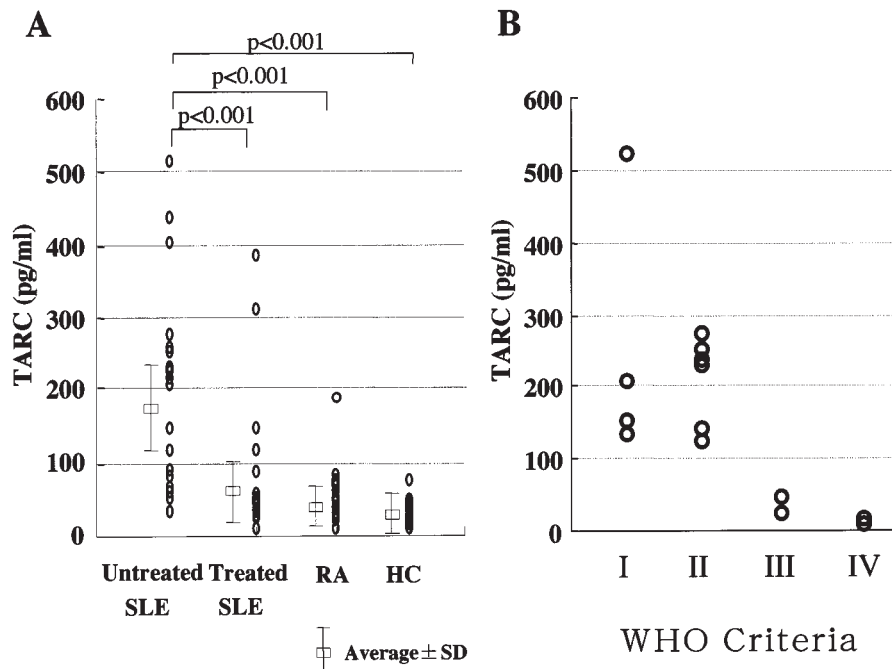 A
p<0.001
p<0.001
p<0.001
600
500
400
300
200
100
0
TARC (pg/ml)
Untreated SLE
Treated SLE
RA
HC
Average ± SD
B
600
500
400
300
200
100
0
TARC (pg/ml)
I II III IV
WHO Criteria